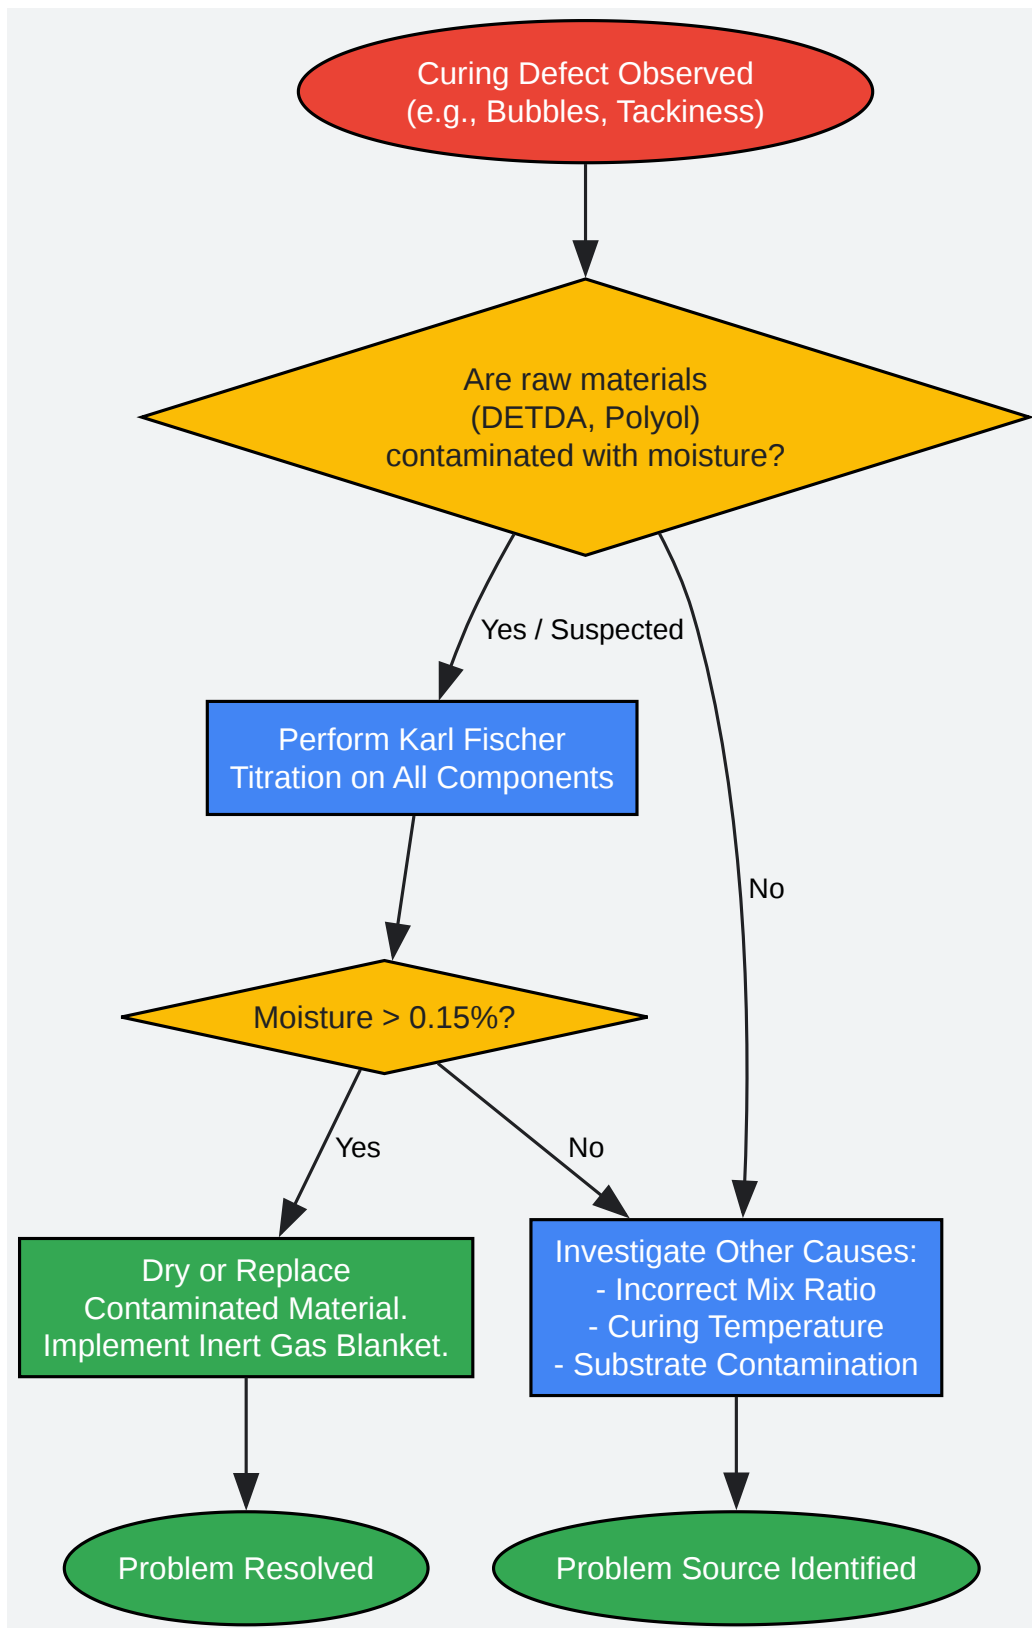 Curing Defect Observed
(e.g., Bubbles, Tackiness)
Are raw materials
(DETDA, Polyol)
contaminated with moisture?
Yes / Suspected
Perform Karl Fischer
Titration on All Components
No
Moisture > 0.15%?
Yes
No
Dry or Replace
Contaminated Material.
Implement Inert Gas Blanket.
Investigate Other Causes:
- Incorrect Mix Ratio
- Curing Temperature
- Substrate Contamination
Problem Resolved
Problem Source Identified